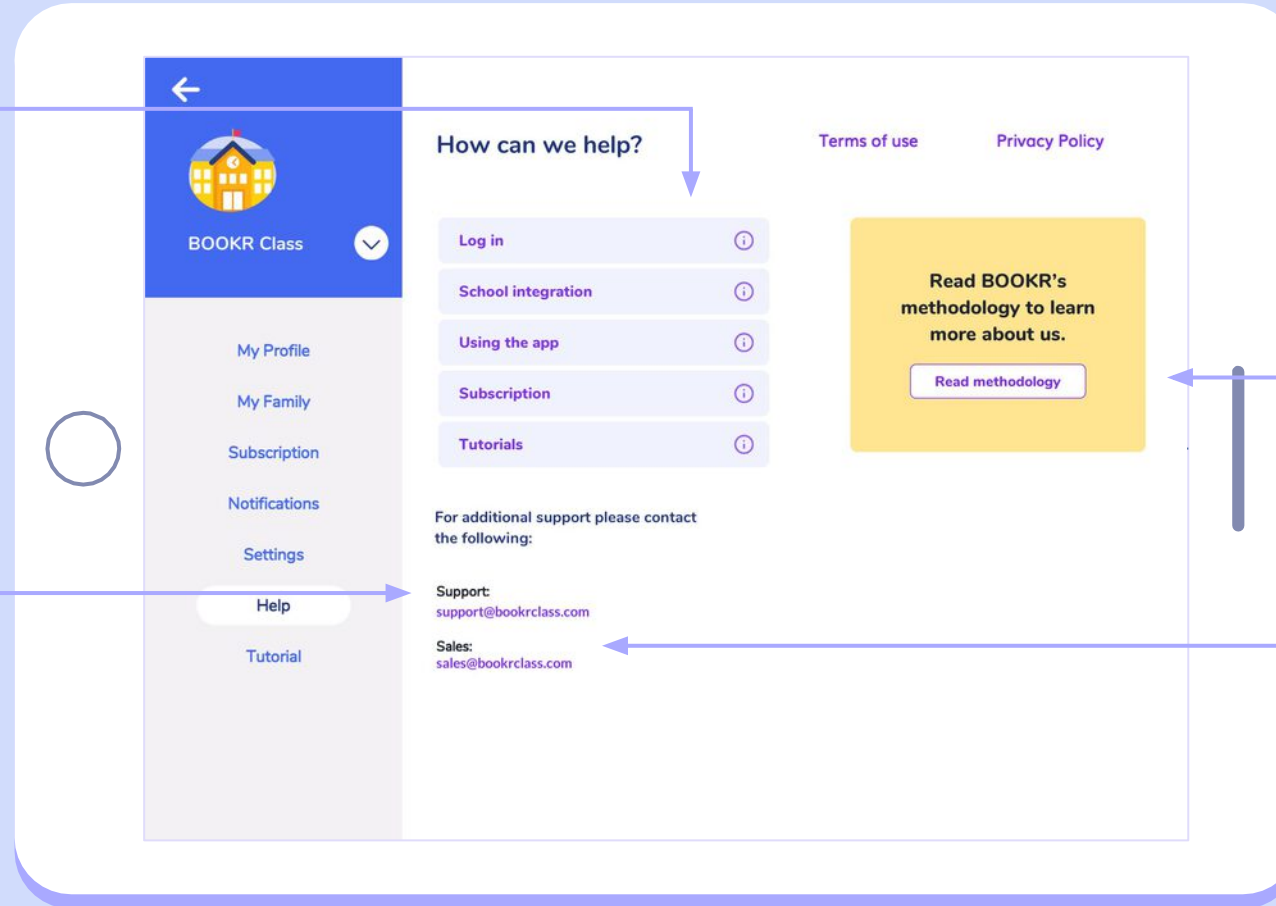 BOOKR Class
My Profile
My Family
Subscription
Notifications
Settings
Help
Tutorial
How can we help?
Terms of use
Privacy Policy
Log in
School integration
Using the app
Subscription
Tutorials
Read BOOKR's
methodology to learn
more about us.
Read methodology
For additional support please contact
the following:
Support:
support@bookrclass.com
Sales:
sales@bookrclass.com